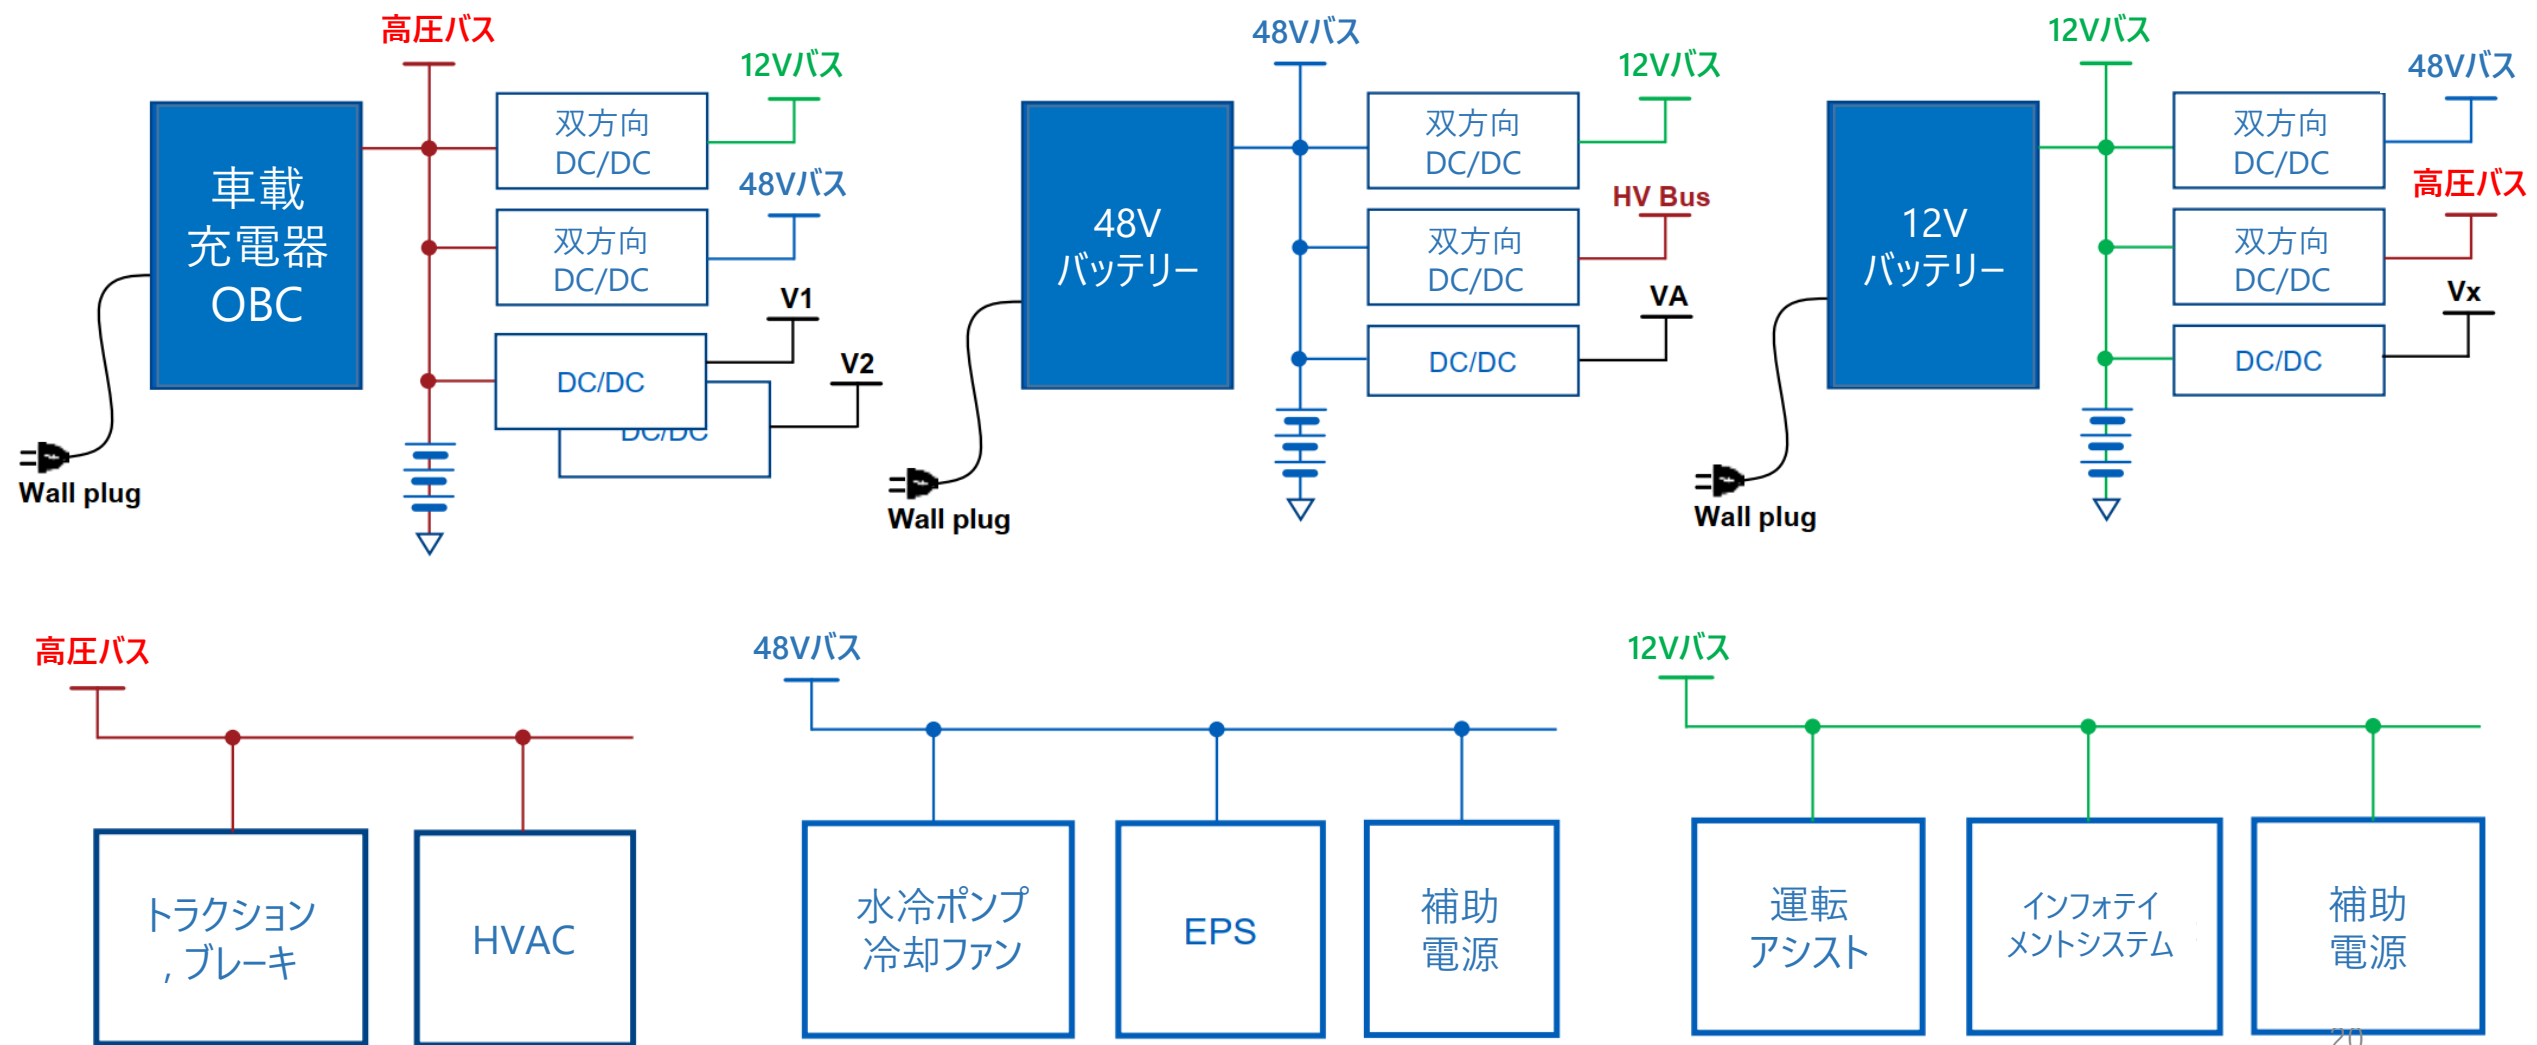 高圧バス
車載
充電器
OBC
Wall plug
双方向
DC/DC
12Vバス
双方向
DC/DC
48Vバス
DC/DC
V1
DC/DC
V2
48Vバス
48V
バッテリー
Wall plug
双方向
DC/DC
12Vバス
双方向
DC/DC
HV Bus
DC/DC
VA
12Vバス
12V
バッテリー
Wall plug
双方向
DC/DC
48Vバス
双方向
DC/DC
高圧バス
DC/DC
Vx
高圧バス
トラクション
, ブレーキ
HVAC
48Vバス
水冷ポンプ
冷却ファン
EPS
補助
電源
12Vバス
運転
アシスト
インフォテイ
メントシステム
補助
電源
20